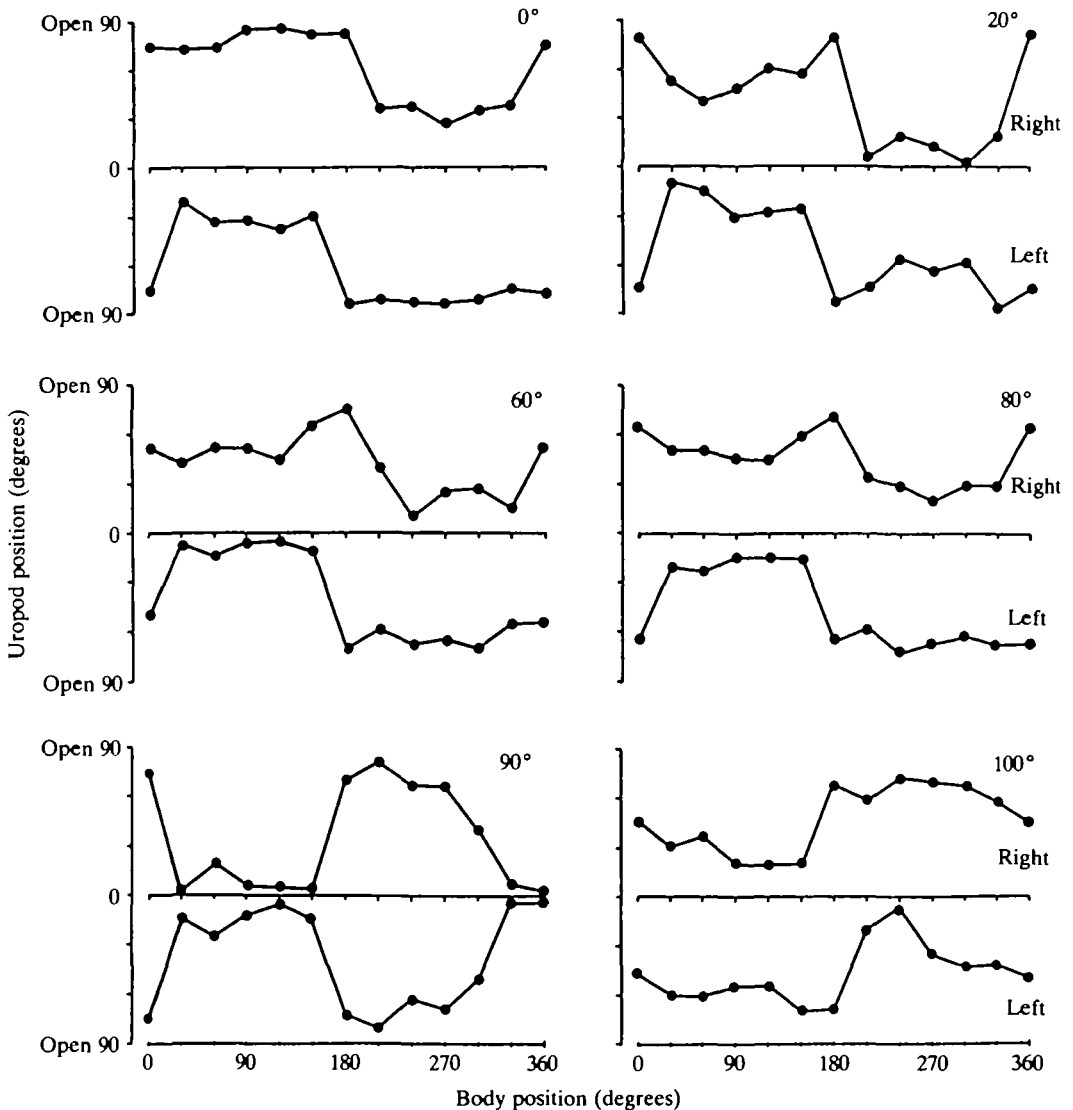 Open 90
0°
20°
Right
0
Left
Open 90
Open 90
60°
80°
Right
0
Left
Open 90
Uropod position (degrees)
Open 90
90°
100°
Right
0
Left
Open 90
0 90 180 270 360
0 90 180 270 360
Body position (degrees)